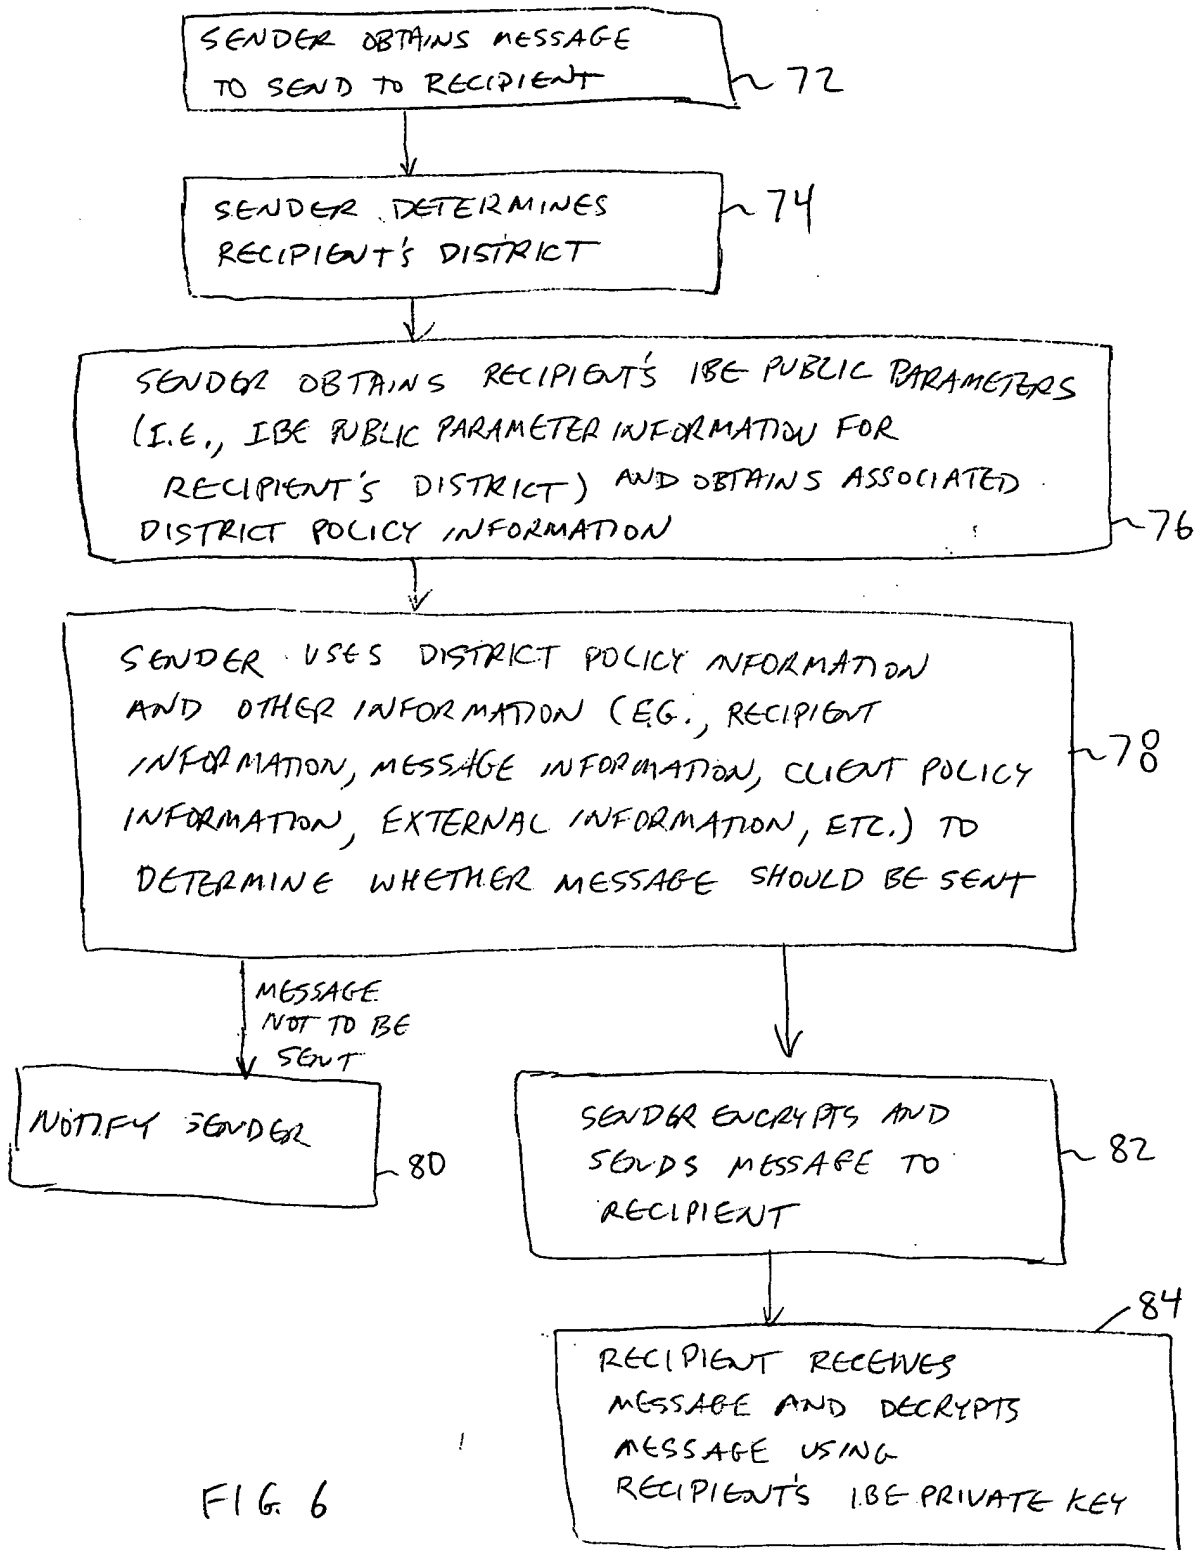 SENDER OBTAINS MESSAGE
TO SEND TO RECIPIENT
72
SENDER DETERMINES
RECIPIENT'S DISTRICT
74
SENDER OBTAINS RECIPIENT'S IBE PUBLIC PARAMETERS
(I.E., IBE PUBLIC PARAMETER INFORMATION FOR
RECIPIENT'S DISTRICT) AND OBTAINS ASSOCIATED
DISTRICT POLICY INFORMATION
76
SENDER USES DISTRICT POLICY INFORMATION
AND OTHER INFORMATION (E.G., RECIPIENT
INFORMATION, MESSAGE INFORMATION, CLIENT POLICY
INFORMATION, EXTERNAL INFORMATION, ETC.) TO
DETERMINE WHETHER MESSAGE SHOULD BE SENT
78
MESSAGE
NOT TO BE
SENT
NOTIFY SENDER
80
SENDER ENCRYPTS AND
SENDS MESSAGE TO
RECIPIENT
82
84
RECIPIENT RECEIVES
MESSAGE AND DECRYPTS
MESSAGE USING
RECIPIENT'S IBE PRIVATE KEY
FIG. 6